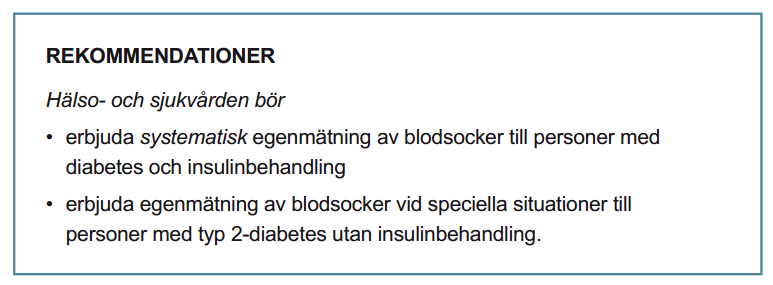 REKOMMENDATIONER
Hälso- och sjukvården bör
• erbjuda systematisk egenmätning av blodsocker till personer med
diabetes och insulinbehandling
• erbjuda egenmätning av blodsocker vid speciella situationer till
personer med typ 2-diabetes utan insulinbehandling.